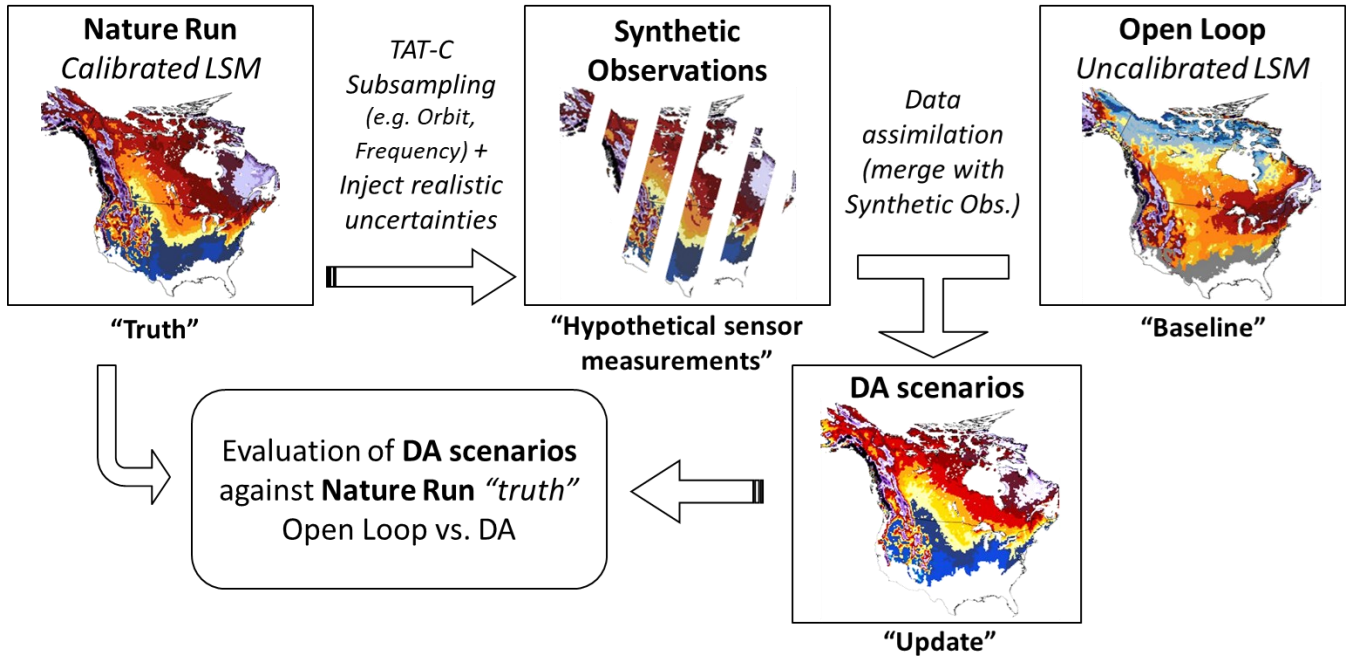 Nature Run
Calibrated LSM
"Truth"
TAT-C
Subsampling
(e.g. Orbit,
Frequency) +
Inject realistic
uncertainties
Synthetic
Observations
“Hypothetical sensor
measurements”
Data
assimilation
(merge with
Synthetic Obs.)
Open Loop
Uncalibrated LSM
“Baseline”
DA scenarios
“Update”
Evaluation of DA scenarios
against Nature Run “truth”
Open Loop vs. DA